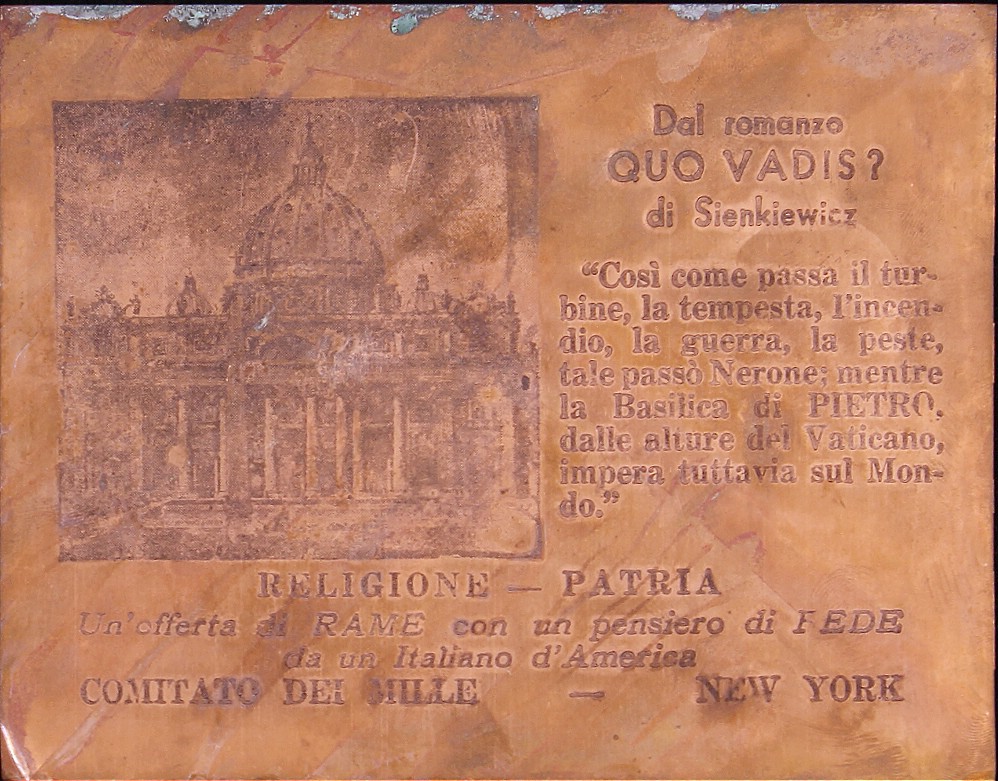 Dal romanzo
QUO VADIS?
di Sienkiewicz
“Così come passa il tur-
bine, la tempesta, l’incen-
dio, la guerra, la peste,
tale passò Nerone; mentre
la Basilica di PIETRO,
dalle alture del Vaticano,
impera tuttavia sul Mon-
do.”
RELIGIONE — PATRIA
Un’offerta di RAME con un pensiero di FEDE
da un Italiano d’America
COMITATO DEI MILLE — NEW YORK